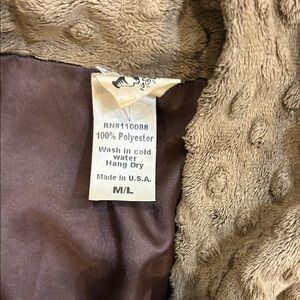 RN#110088
100% Polyester
Wash in cold
water
Hang Dry
Made in U.S.A.
M/L